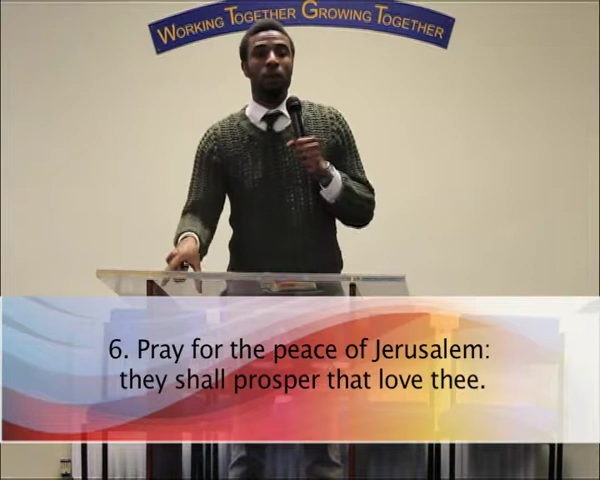 Working Together Growing Together
6. Pray for the peace of Jerusalem:
they shall prosper that love thee.